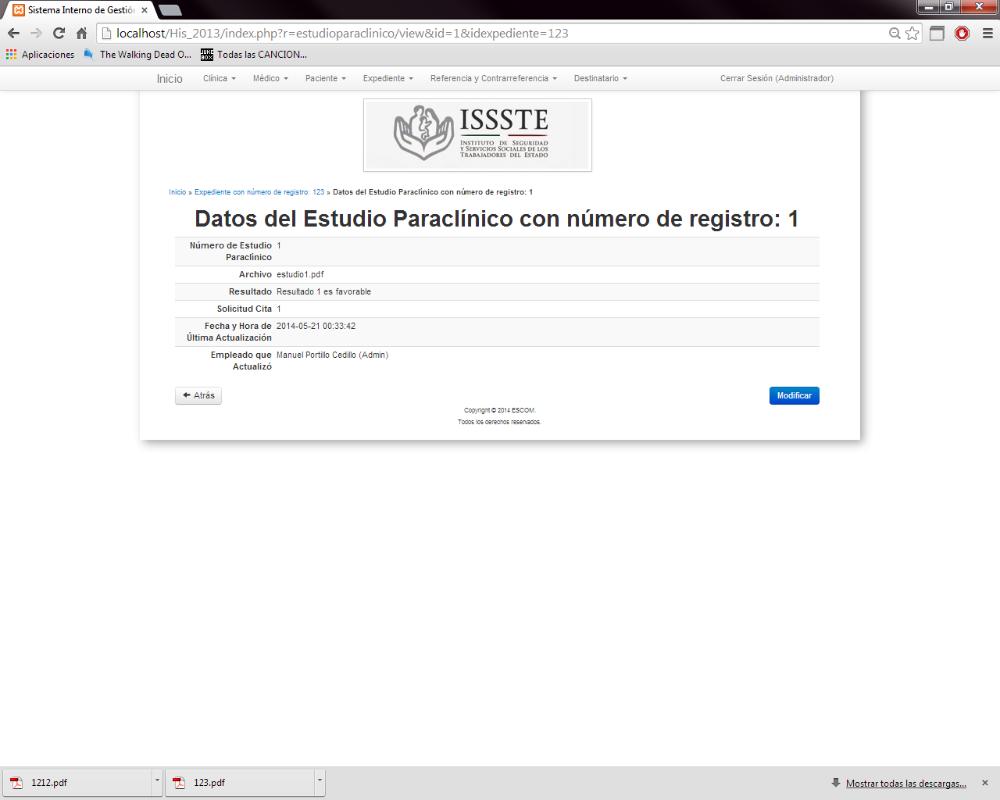 Sistema Interno de Gestión
localhost/His_2013/index.php?r=estudioparaclinico/view&id=1&idexpediente=123
Aplicaciones The Walking Dead O... JUKE BOX Todas las CANCION...
Inicio Clínica Médico Paciente Expediente Referencia y Contrarreferencia Destinatario Cerrar Sesión (Administrador)
ISSSTE
INSTITUTO DE SEGURIDAD
Y SERVICIOS SOCIALES DE LOS
TRABAJADORES DEL ESTADO
Inicio » Expediente con número de registro: 123 » Datos del Estudio Paraclínico con número de registro: 1
Datos del Estudio Paraclínico con número de registro: 1
Número de Estudio Paraclínico 1
Archivo estudio1.pdf
Resultado Resultado 1 es favorable
Solicitud Cita 1
Fecha y Hora de Última Actualización 2014-05-21 00:33:42
Empleado que Actualizó Manuel Portillo Cedillo (Admin)
Atrás Modificar
Copyright © 2014 ESCOM.
Todos los derechos reservados.
1212.pdf 123.pdf Mostrar todas las descargas...